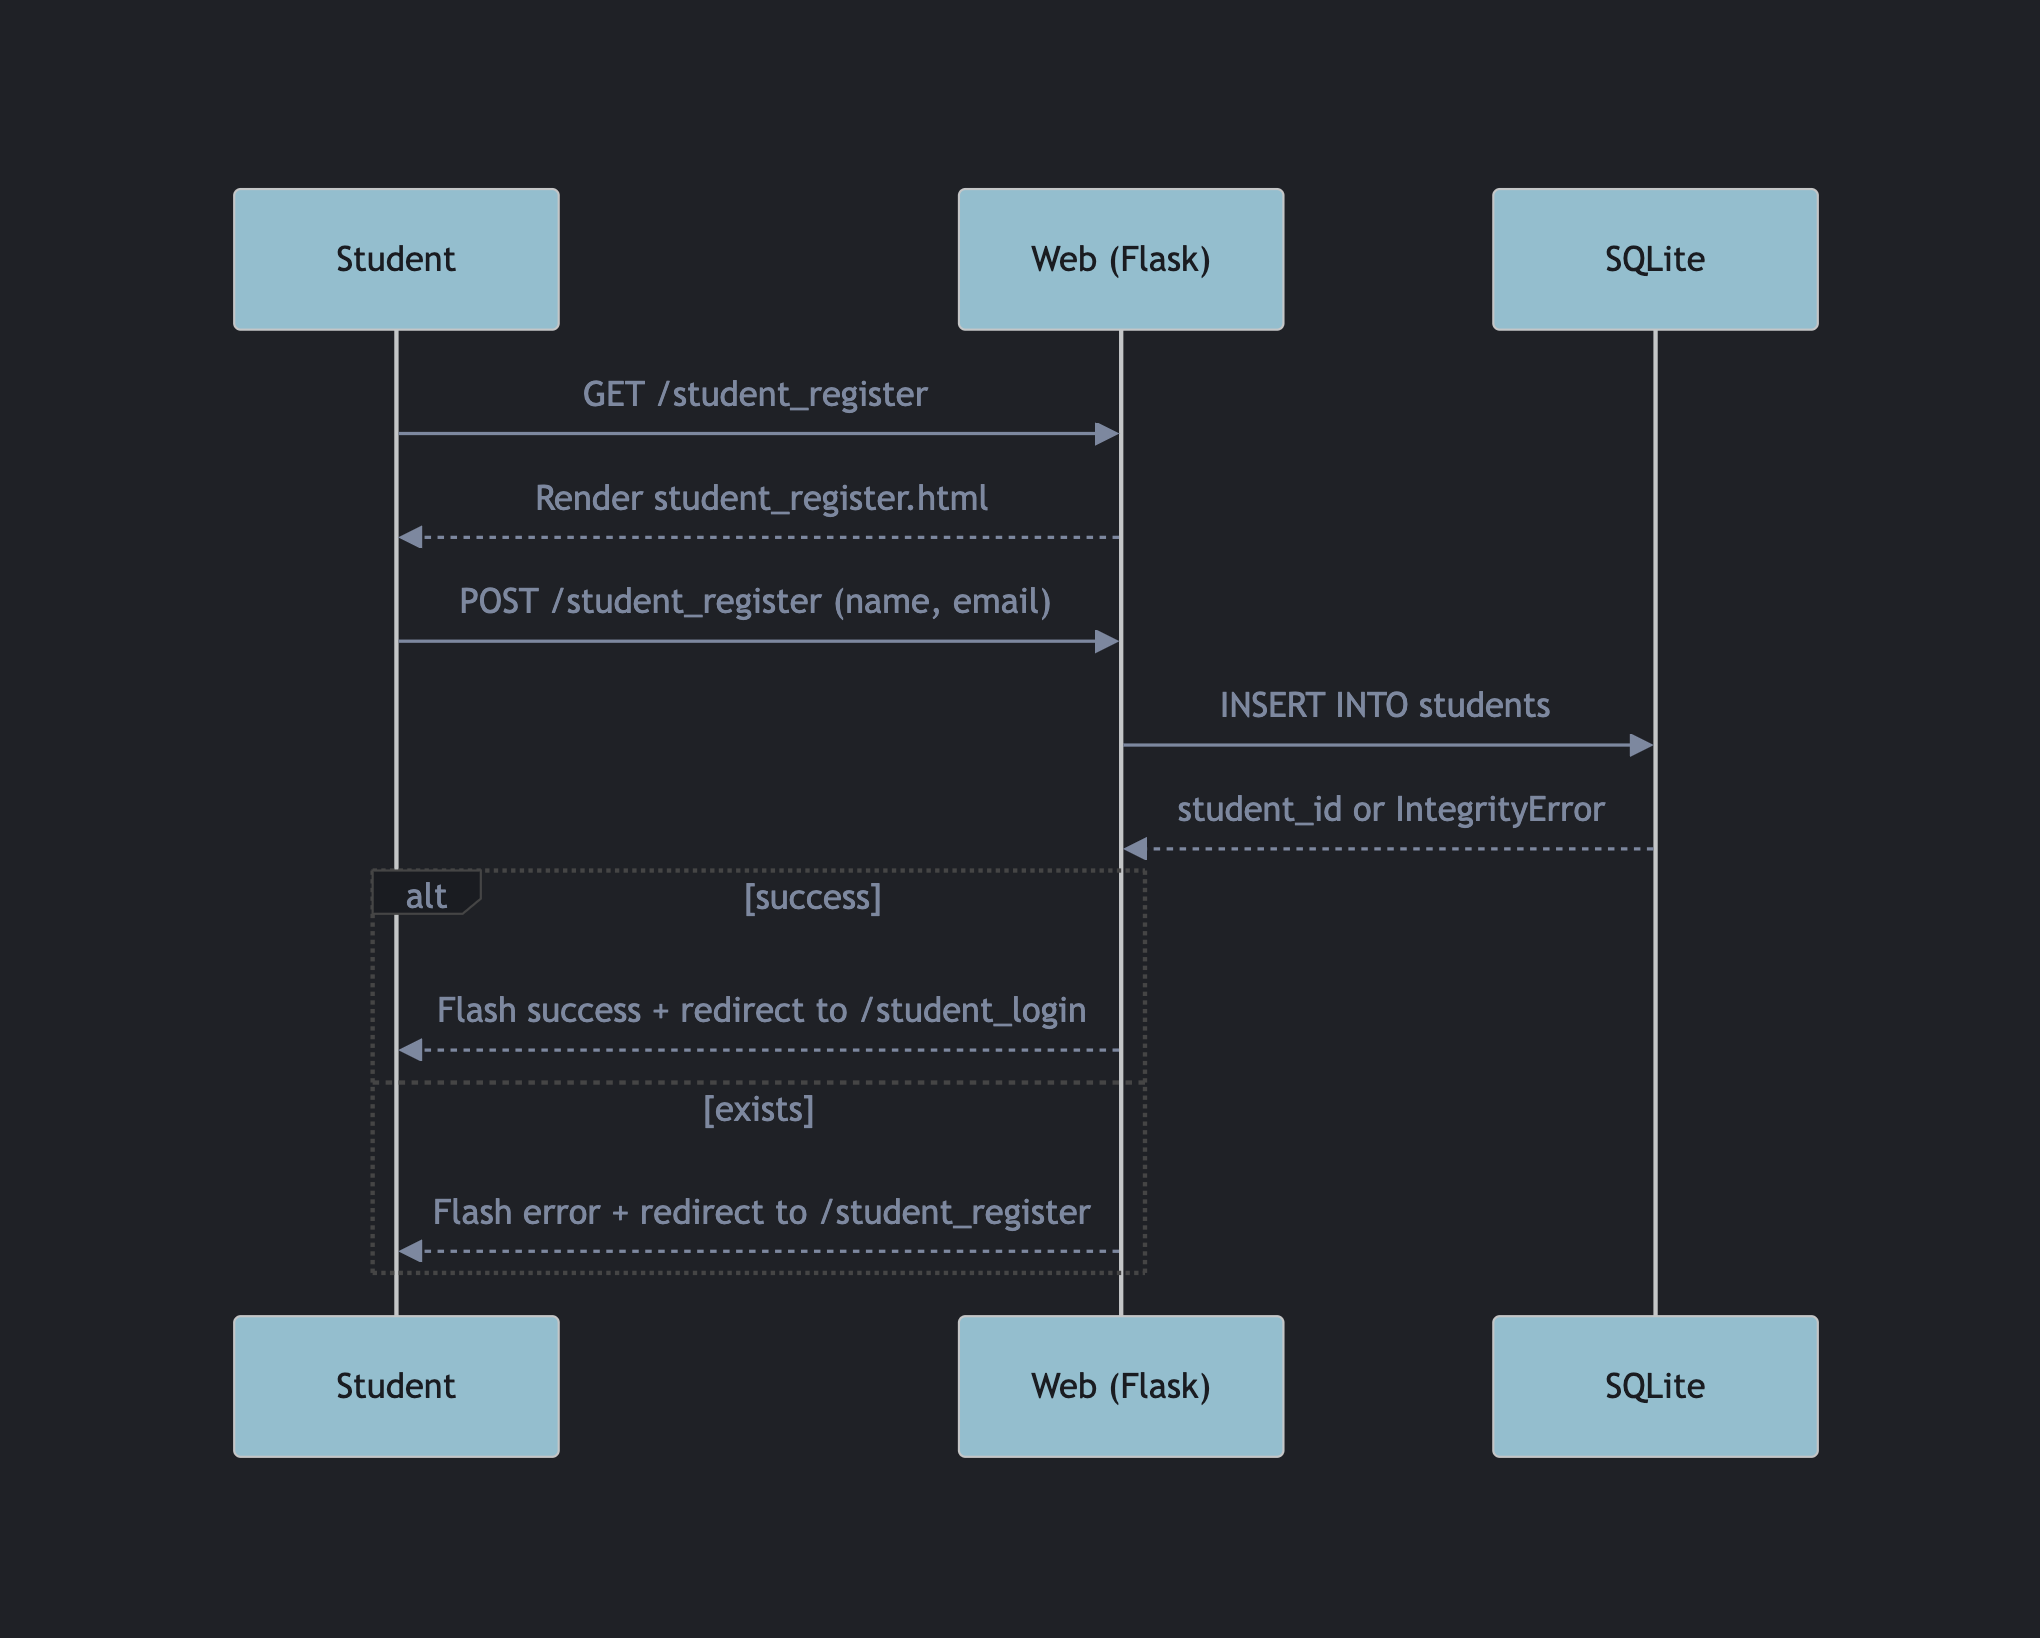 Student
Web (Flask)
SQLite
GET /student_register
Render student_register.html
POST /student_register (name, email)
INSERT INTO students
student_id or IntegrityError
alt
[success]
Flash success + redirect to /student_login
[exists]
Flash error + redirect to /student_register
Student
Web (Flask)
SQLite